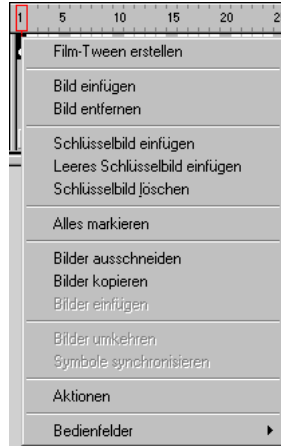 1 5 10 15 20 2
Film-Tween erstellen
Bild einfügen
Bild entfernen
Schlüsselbild einfügen
Leeres Schlüsselbild einfügen
Schlüsselbild löschen
Alles markieren
Bilder ausschneiden
Bilder kopieren
Bilder einfügen
Bilder umkehren
Symbole synchronisieren
Aktionen
Bedienfelder